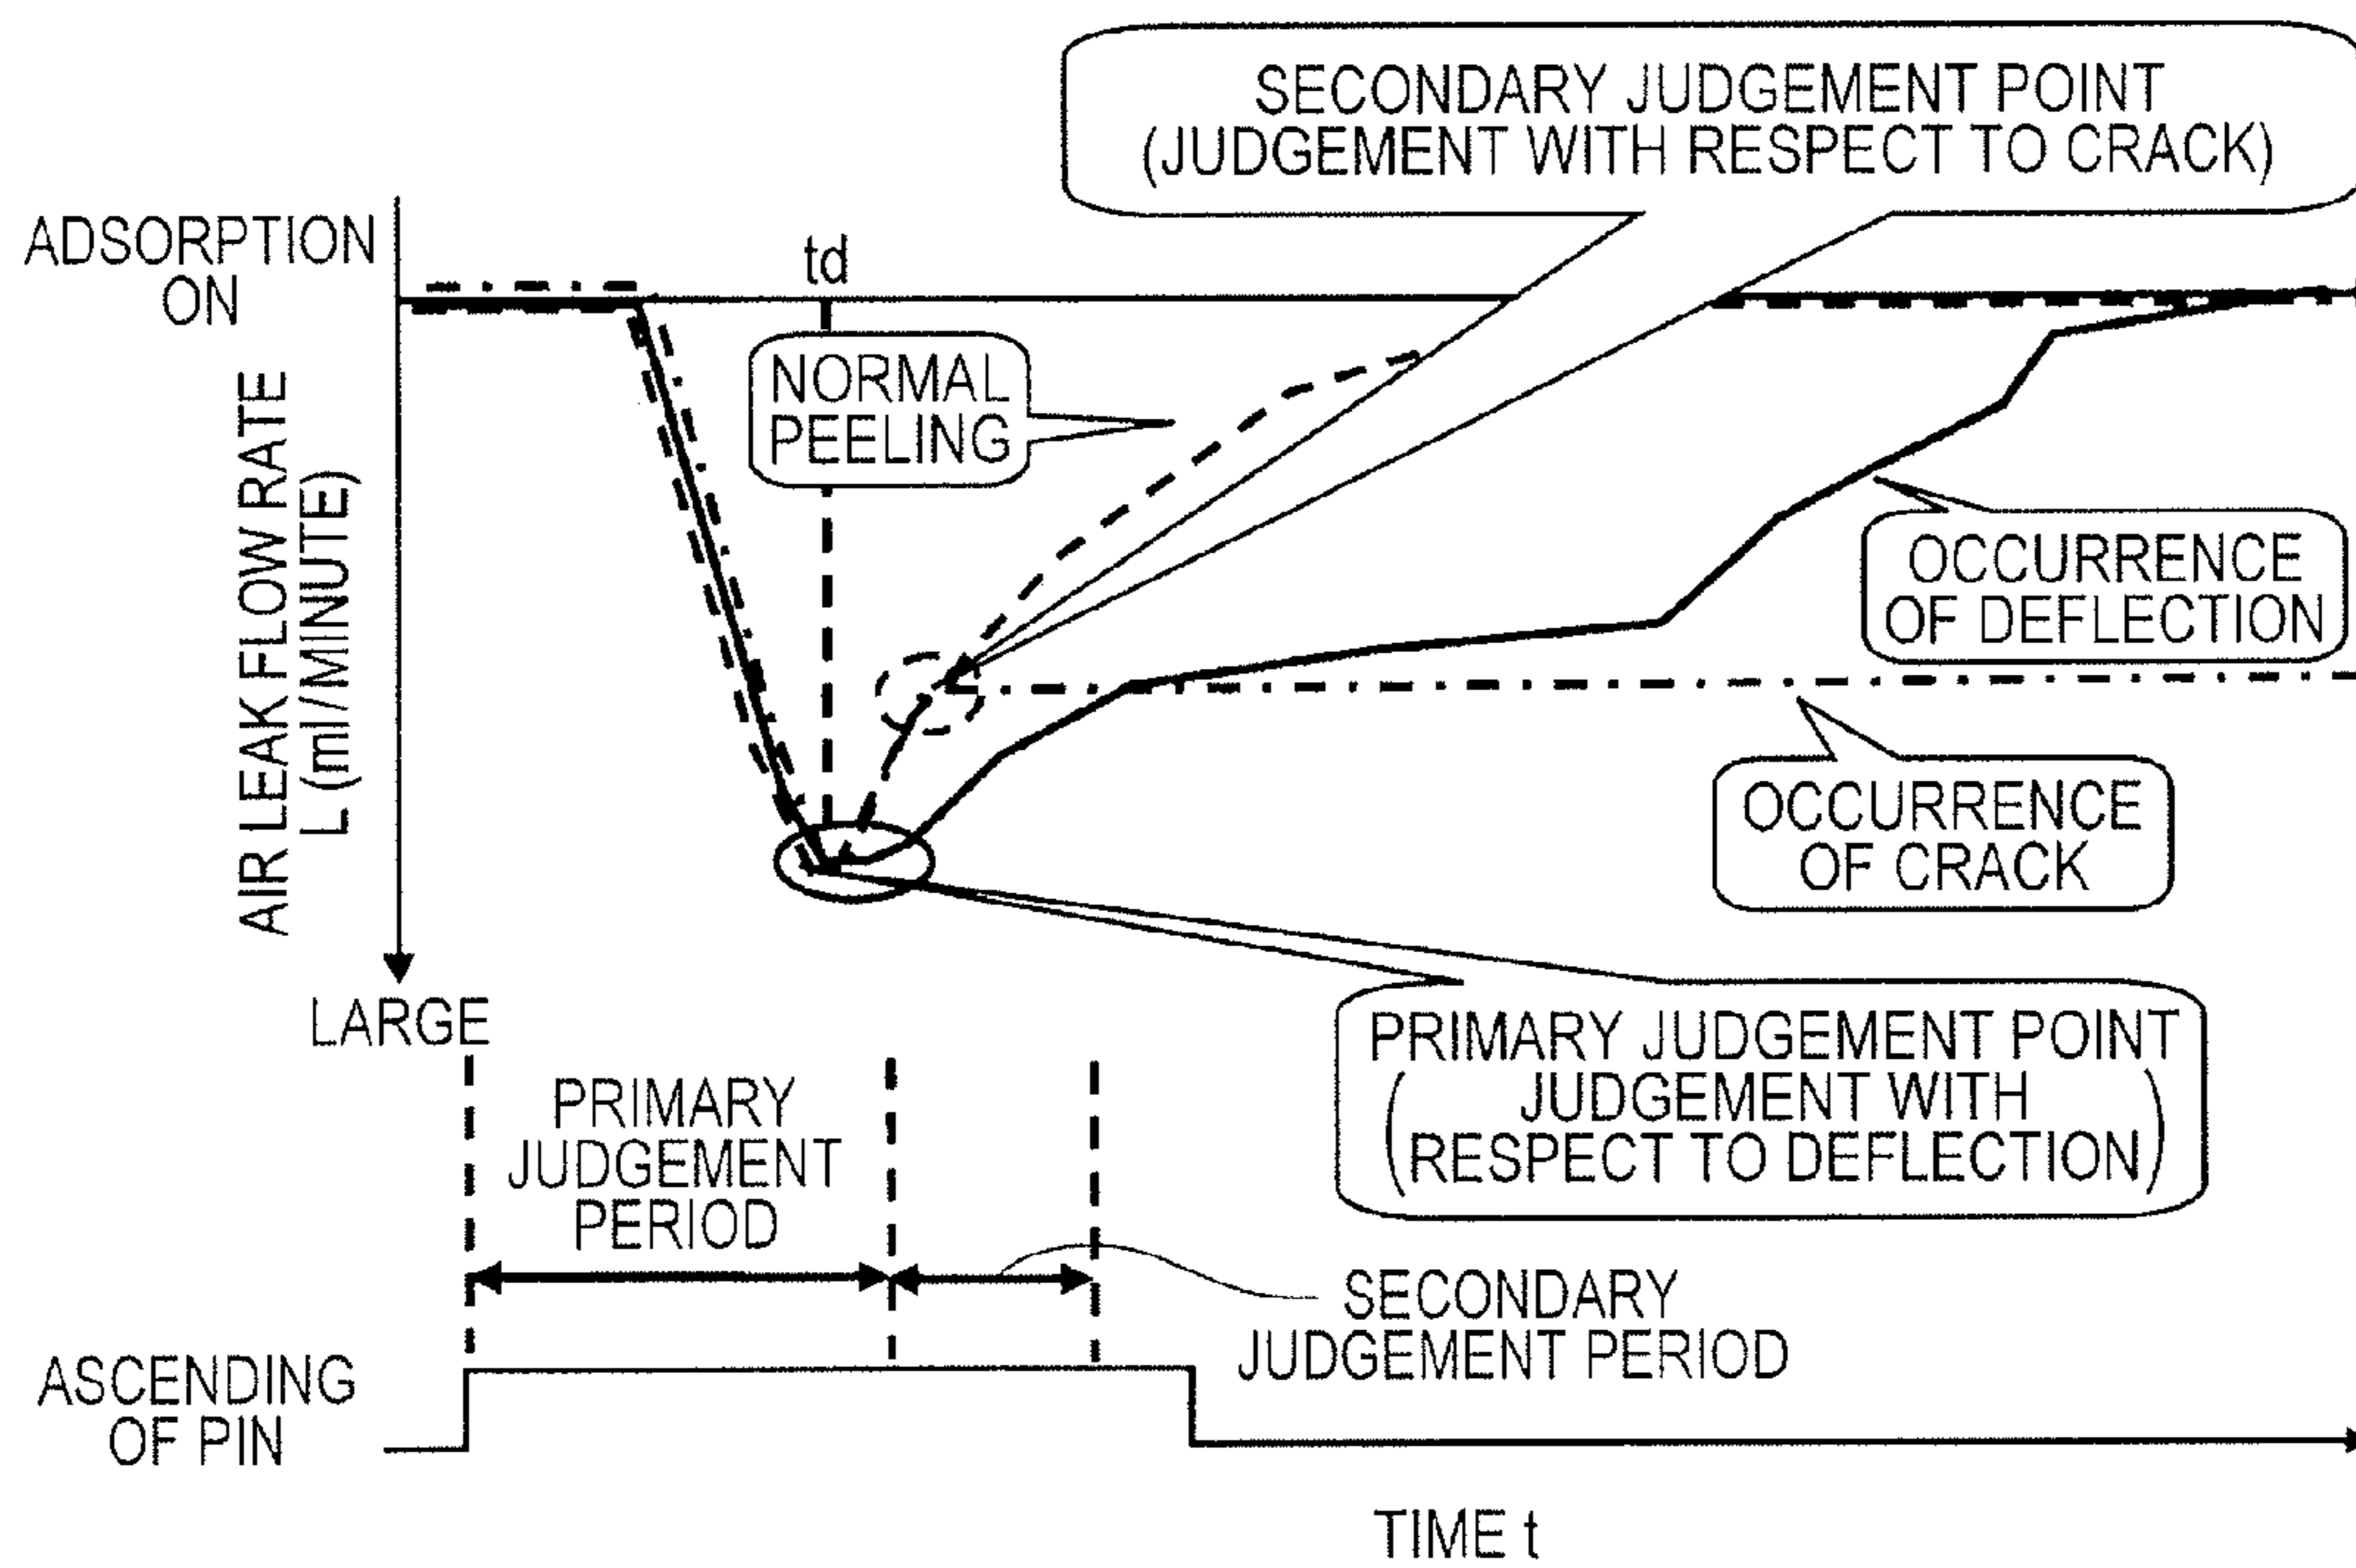 SECONDARY JUDGEMENT POINT
(JUDGEMENT WITH RESPECT TO CRACK)
ADSORPTION
ON
td
NORMAL
PEELING
AIR LEAK FLOW RATE
L (ml/MINUTE)
OCCURRENCE
OF DEFLECTION
OCCURRENCE
OF CRACK
LARGE
PRIMARY JUDGEMENT POINT
(JUDGEMENT WITH
RESPECT TO DEFLECTION)
PRIMARY
JUDGEMENT
PERIOD
SECONDARY
JUDGEMENT PERIOD
ASCENDING
OF PIN
TIME t